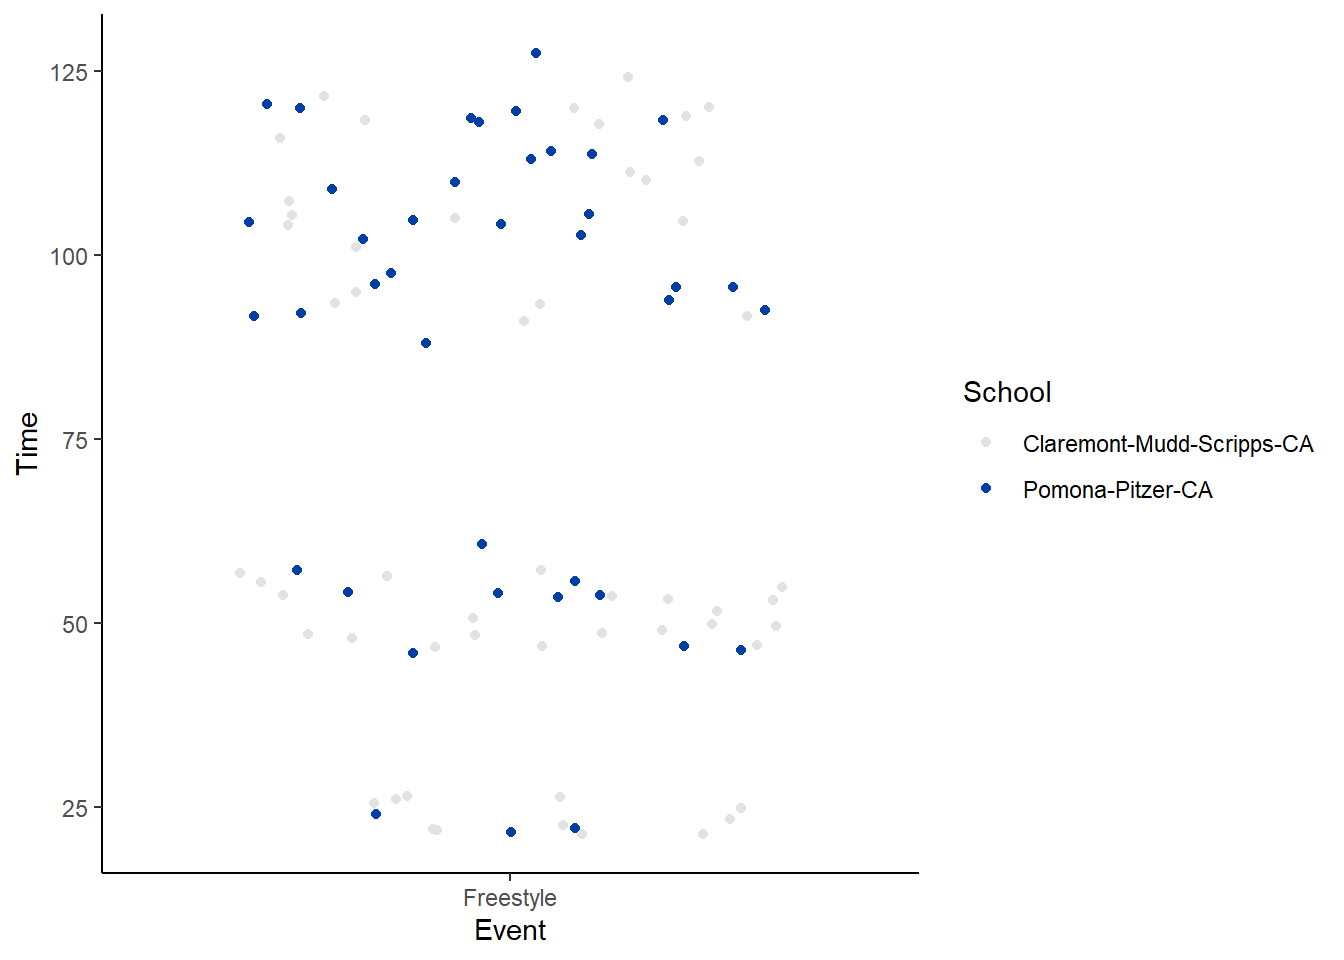 125
100
75
50
25
Time
Freestyle
Event
School
Claremont-Mudd-Scripps-CA
Pomona-Pitzer-CA